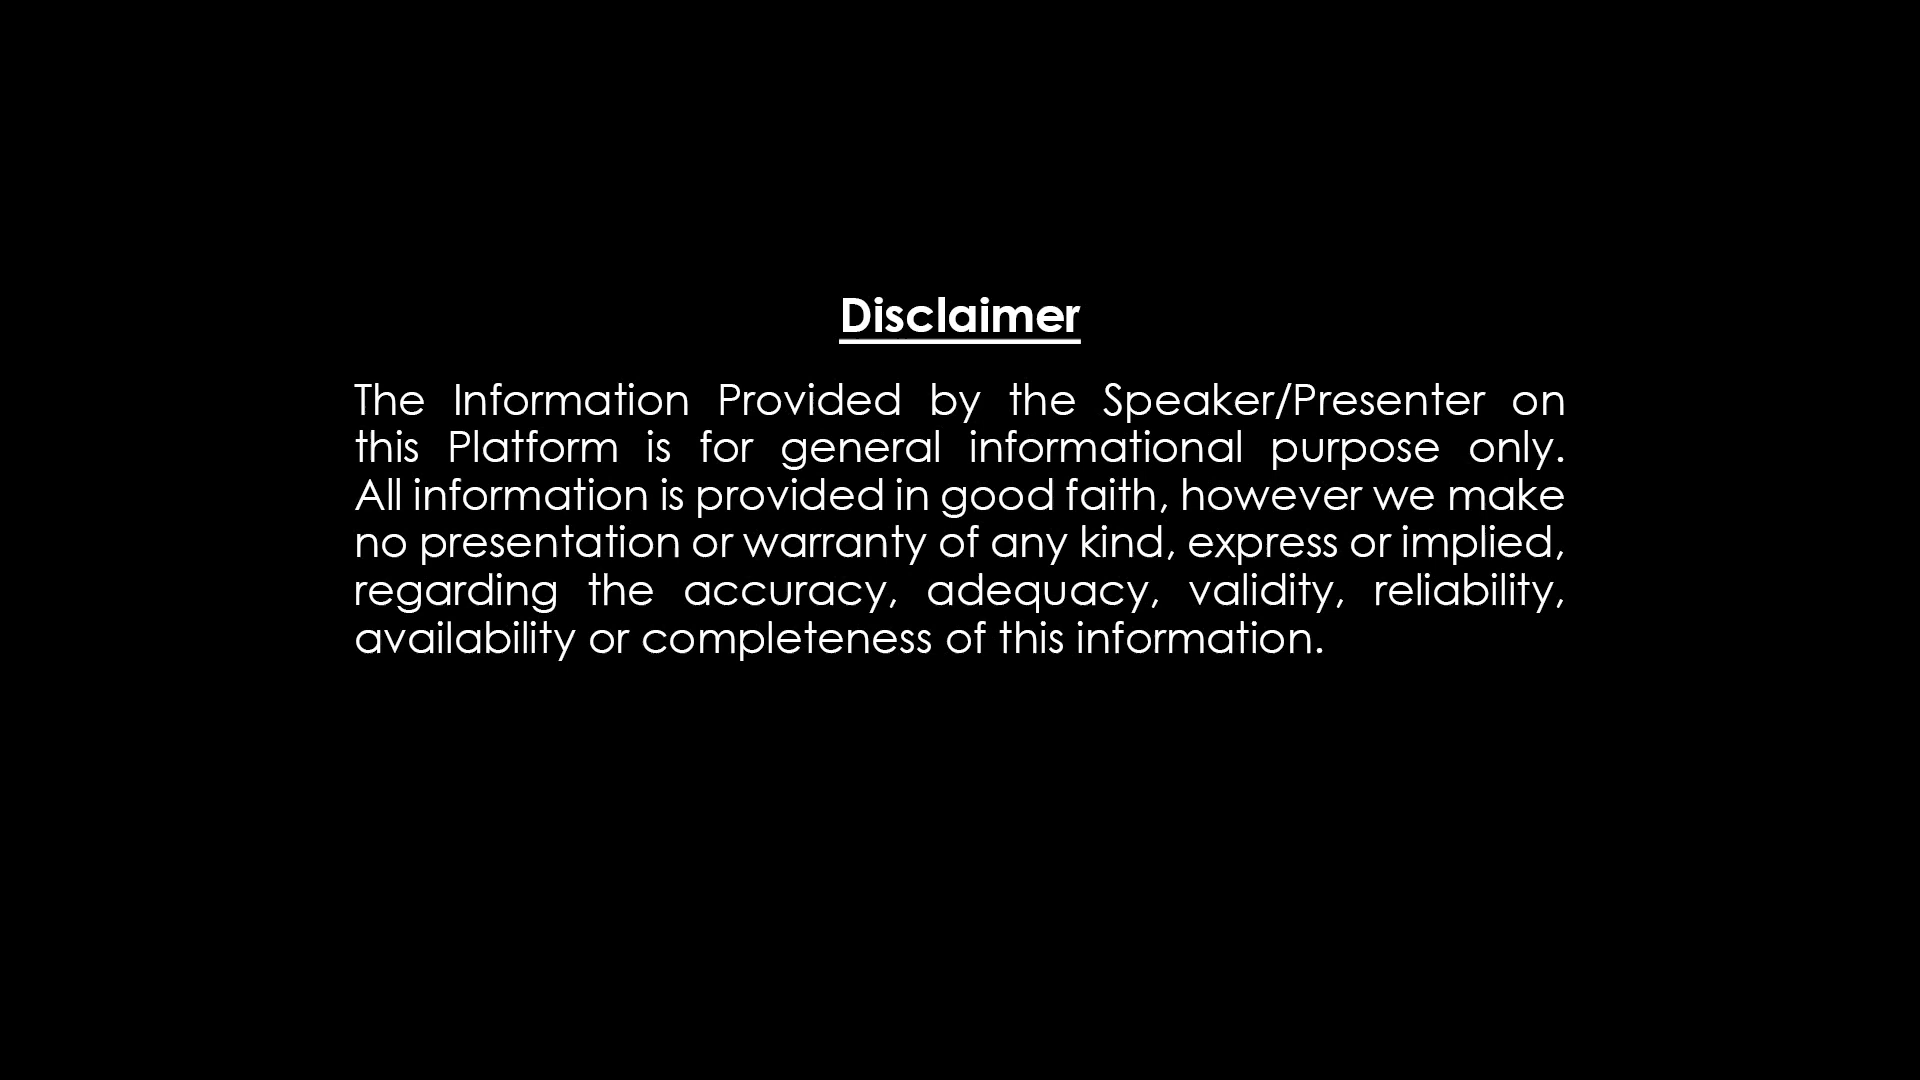 Disclaimer
The Information Provided by the Speaker/Presenter on
this Platform is for general informational purpose only.
All information is provided in good faith, however we make
no presentation or warranty of any kind, express or implied,
regarding the accuracy, adequacy, validity, reliability,
availability or completeness of this information.